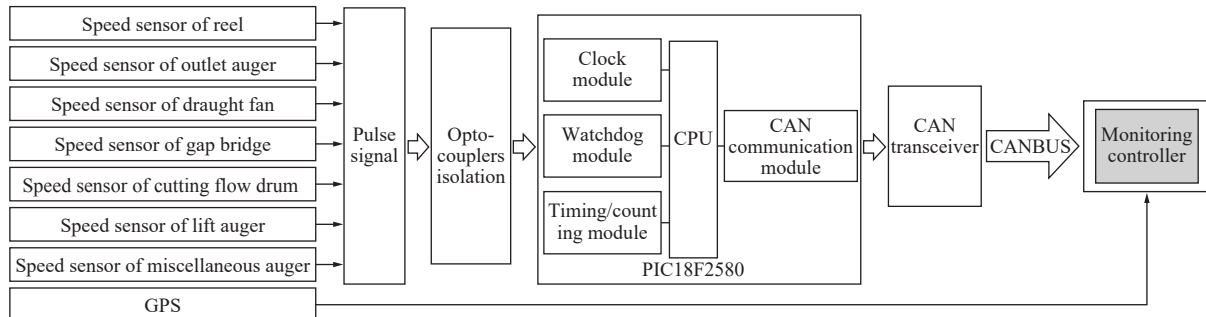 Speed sensor of reel
Speed sensor of outlet auger
Speed sensor of draught fan
Speed sensor of gap bridge
Speed sensor of cutting flow drum
Speed sensor of lift auger
Speed sensor of miscellaneous auger
GPS
Pulse
signal
Opto-
couplers
isolation
Clock
module
Watchdog
module
Timing/count
ing module
CPU
CAN
communication
module
PIC18F2580
CAN
transceiver
CANBUS
Monitoring
controller